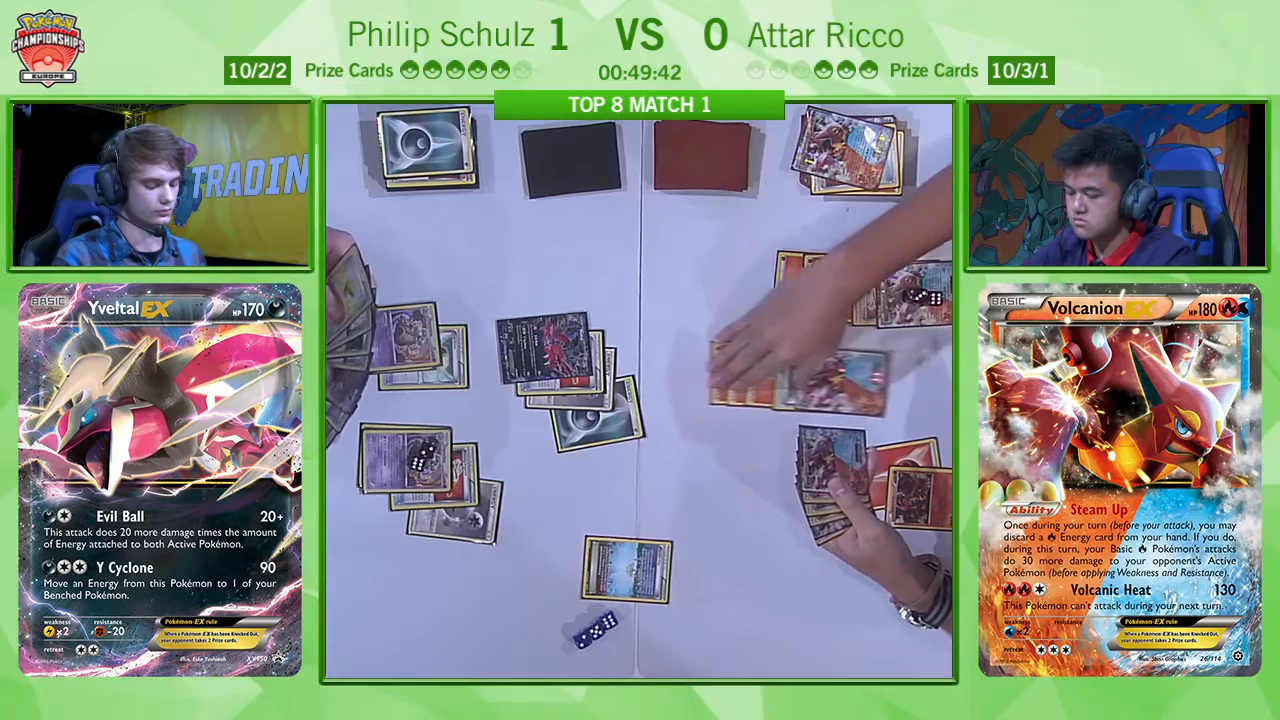 Pokémon
CHAMPIONSHIPS
EUROPE
Philip Schulz 1 VS 0 Attar Ricco
10/2/2 Prize Cards 00:49:42 Prize Cards 10/3/1
TOP 8 MATCH 1
TRADIN
BASIC
Yveltal EX HP170
Evil Ball 20+
This attack does 20 more damage times the amount
of Energy attached to both Active Pokémon.
Y Cyclone 90
Move an Energy from this Pokémon to 1 of your
Benched Pokémon.
weakness resistance
×2 -20
Pokémon-EX rule
When a Pokémon-EX has been Knocked Out,
your opponent takes 2 Prize cards.
retreat
XY150
BASIC
Volcanion EX HP180
Ability Steam Up
Once during your turn (before your attack), you may
discard a Energy card from your hand. If you do,
during this turn, your Basic Pokémon's attacks
do 30 more damage to your opponent's Active
Pokémon (before applying Weakness and Resistance).
Volcanic Heat 130
This Pokémon can't attack during your next turn.
weakness resistance
×2
Pokémon-EX rule
When a Pokémon-EX has been Knocked Out,
your opponent takes 2 Prize cards.
retreat
26/114